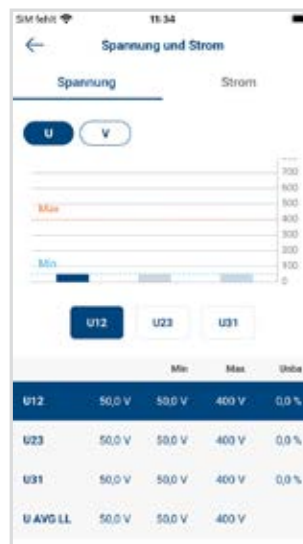 SIM fehlt 11:34
Spannung und Strom
Spannung Strom
U V
700
600
500
Max
400
300
200
Min
100
0
U12 U23 U31
Min Max Unba
U12 50,0 V 50,0 V 400 V 0,0 %
U23 50,0 V 50,0 V 400 V 0,0 %
U31 50,0 V 50,0 V 400 V 0,0 %
U AVG LL 50,0 V 50,0 V 400 V